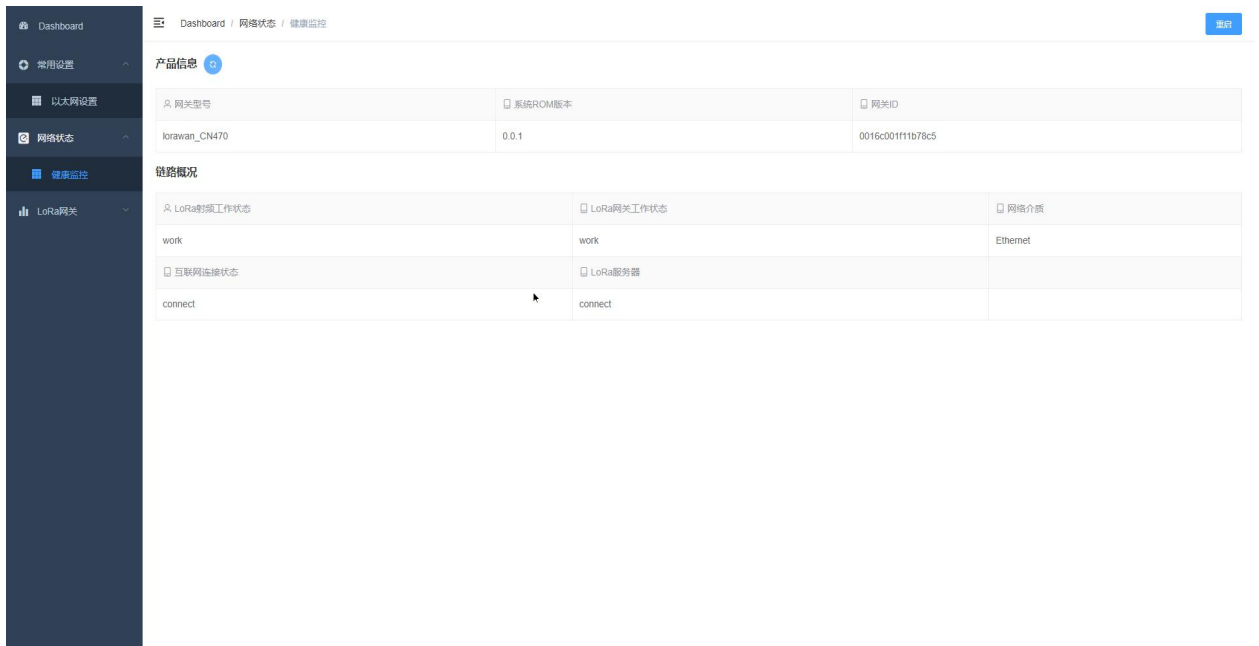 Dashboard
常用设置
以太网设置
网络状态
健康监控
LoRa网关
Dashboard / 网络状态 / 健康监控
重启
产品信息
网关型号 系统ROM版本 网关ID
lorawan_CN470 0.0.1 0016c001f11b78c5
链路概况
LoRa射频工作状态 LoRa网关工作状态 网络介质
work work Ethernet
互联网连接状态 LoRa服务器
connect connect